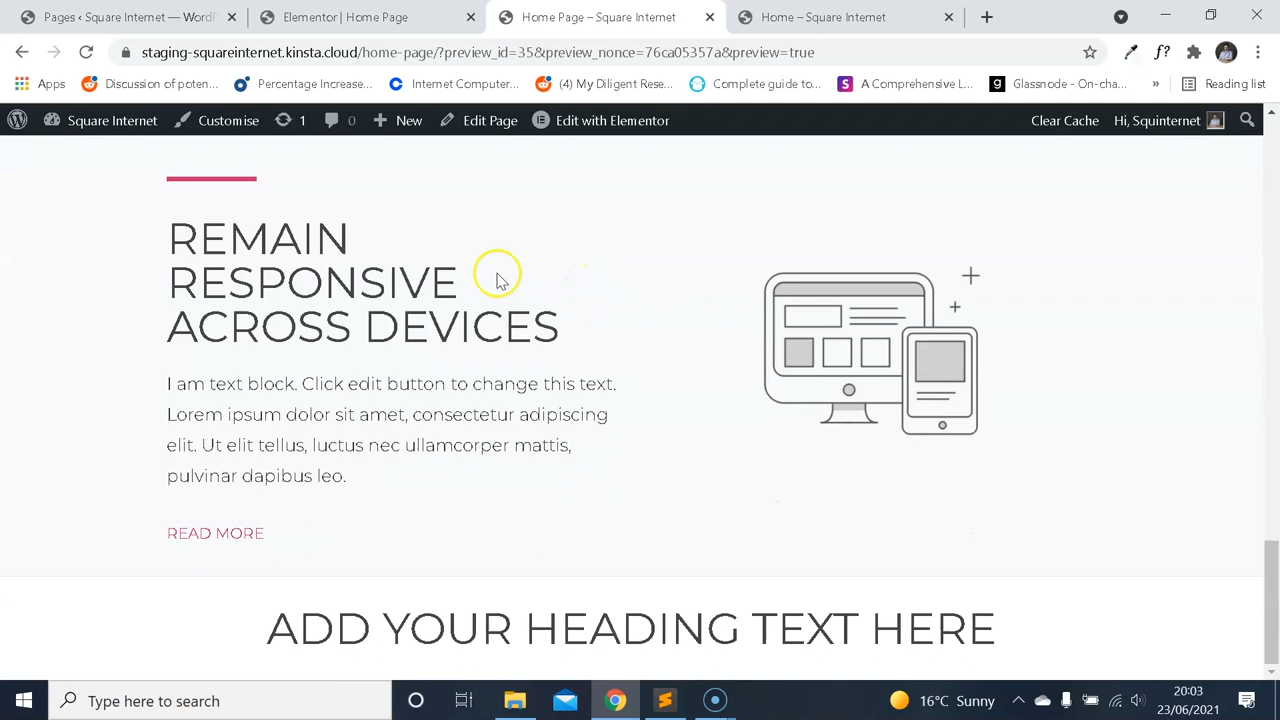 Pages ‹ Square Internet — WordP
Elementor | Home Page
Home Page – Square Internet
Home – Square Internet
staging-squareinternet.kinsta.cloud/home-page/?preview_id=35&preview_nonce=76ca05357a&preview=true
f?
Apps
Discussion of poten...
Percentage Increase...
Internet Computer...
(4) My Diligent Rese...
Complete guide to...
A Comprehensive L...
Glassnode - On-cha...
»
Reading list
Square Internet
Customise
1
0
New
Edit Page
Edit with Elementor
Clear Cache
Hi, Squinternet
REMAIN
RESPONSIVE
ACROSS DEVICES
I am text block. Click edit button to change this text.
Lorem ipsum dolor sit amet, consectetur adipiscing
elit. Ut elit tellus, luctus nec ullamcorper mattis,
pulvinar dapibus leo.
READ MORE
ADD YOUR HEADING TEXT HERE
Type here to search
16°C Sunny
20:03
23/06/2021